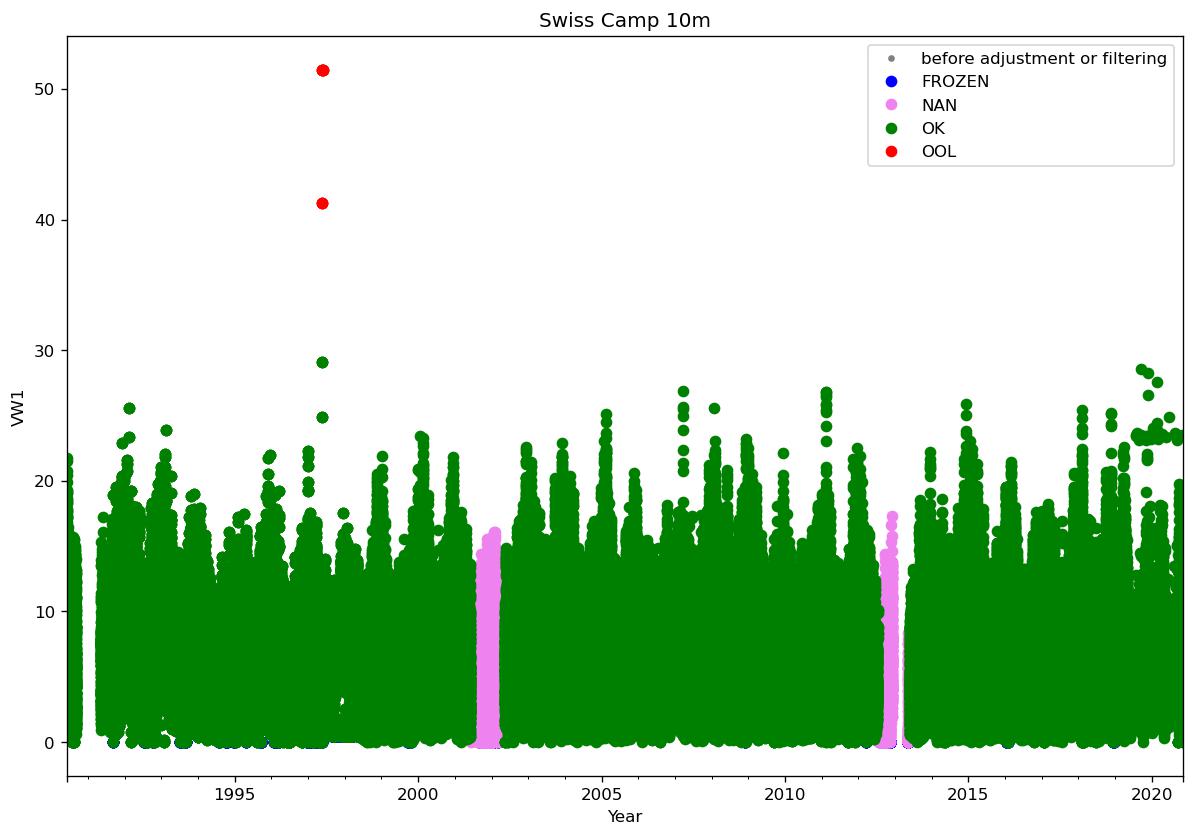 Swiss Camp 10m
before adjustment or filtering
FROZEN
NAN
OK
OOL
50
40
30
20
10
0
VW1
1995 2000 2005 2010 2015 2020
Year